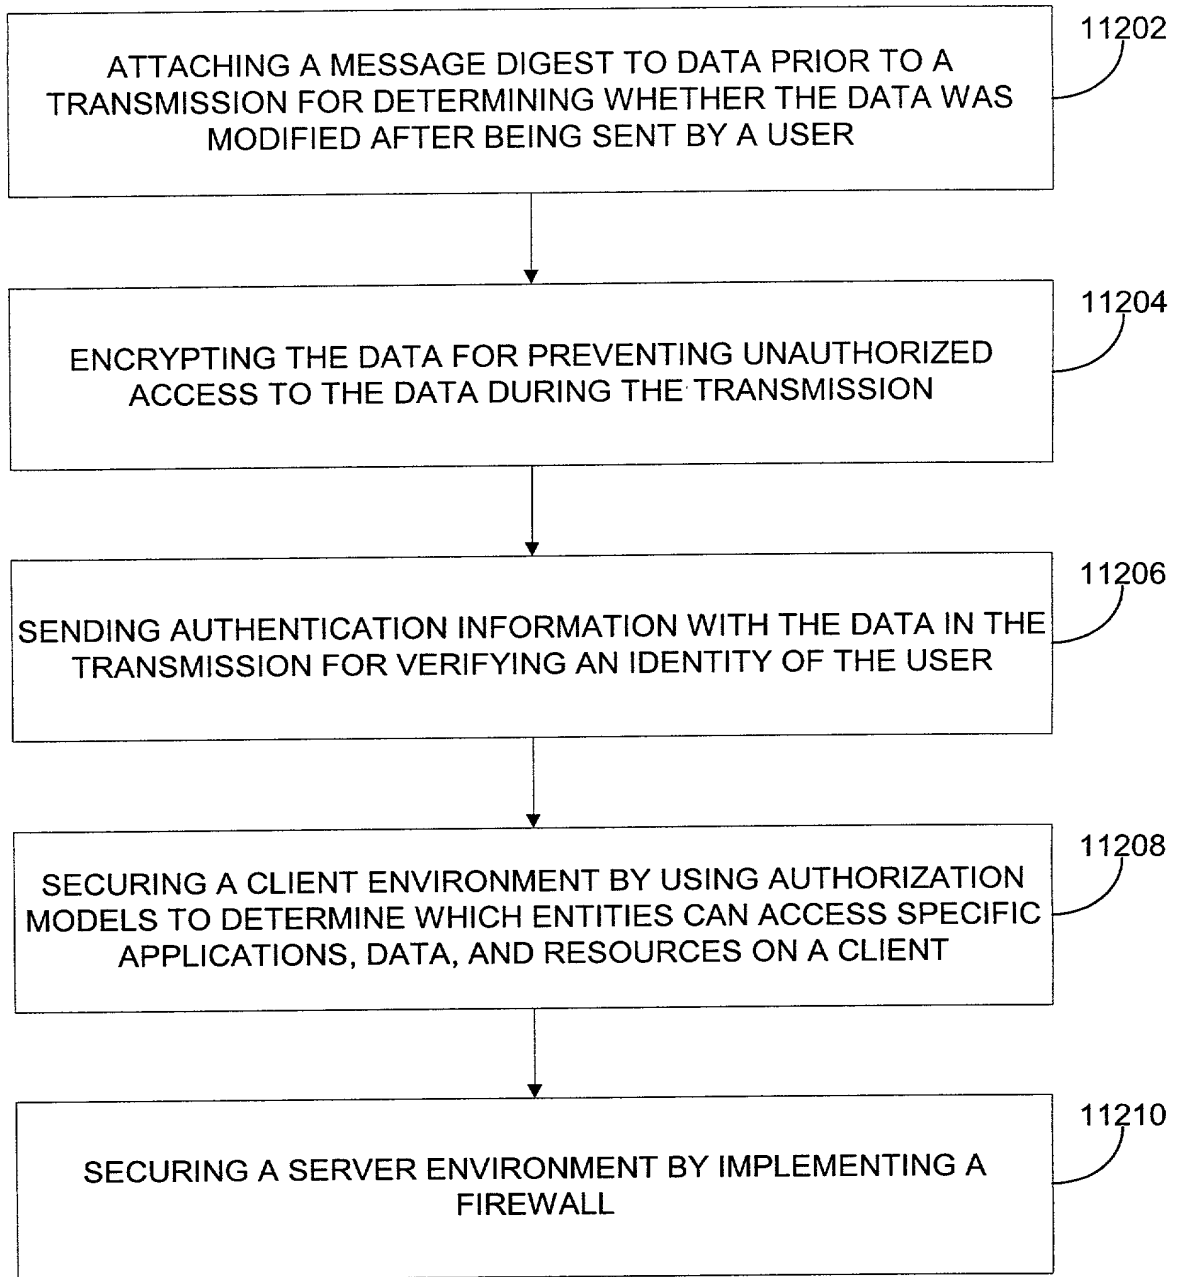 11202
ATTACHING A MESSAGE DIGEST TO DATA PRIOR TO A
TRANSMISSION FOR DETERMINING WHETHER THE DATA WAS
MODIFIED AFTER BEING SENT BY A USER
11204
ENCRYPTING THE DATA FOR PREVENTING UNAUTHORIZED
ACCESS TO THE DATA DURING THE TRANSMISSION
11206
SENDING AUTHENTICATION INFORMATION WITH THE DATA IN THE
TRANSMISSION FOR VERIFYING AN IDENTITY OF THE USER
11208
SECURING A CLIENT ENVIRONMENT BY USING AUTHORIZATION
MODELS TO DETERMINE WHICH ENTITIES CAN ACCESS SPECIFIC
APPLICATIONS, DATA, AND RESOURCES ON A CLIENT
11210
SECURING A SERVER ENVIRONMENT BY IMPLEMENTING A
FIREWALL